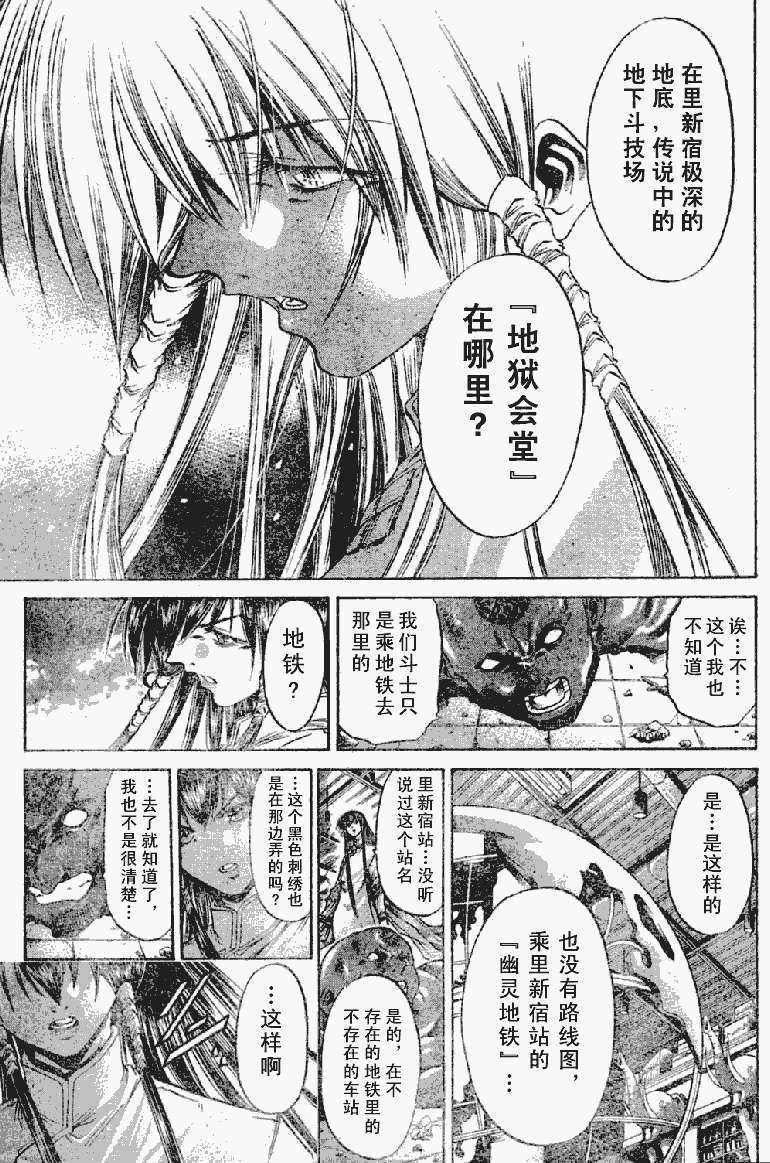 在里新宿极深的
地底，传说中的
地下斗技场
『地狱会堂』
在哪里？
诶…不…
这个我也
不知道
我们斗士只
是乘地铁去
那里的
地铁？
是…是这样的
也没有路线图，
乘里新宿站的
『幽灵地铁』…
里新宿站…没听
说过这个站名
是的，在不
存在的地铁里的
不存在的车站
…这个黑色刺绣也
是在那边弄的吗？
…去了就知道了，
我也不是很清楚…
…这样啊